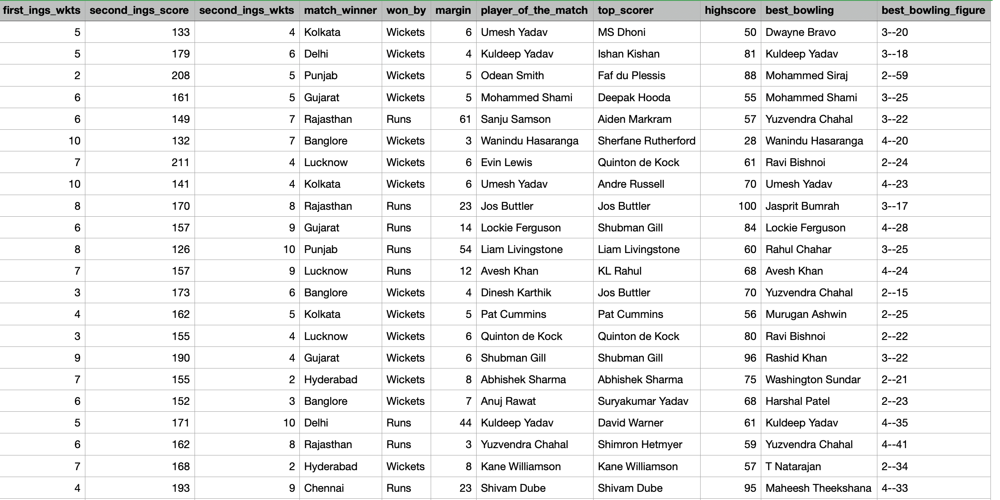 first_ings_wkts second_ings_score second_ings_wkts match_winner won_by margin player_of_the_match top_scorer highscore best_bowling best_bowling_figure
5 133 4 Kolkata Wickets 6 Umesh Yadav MS Dhoni 50 Dwayne Bravo 3--20
5 179 6 Delhi Wickets 4 Kuldeep Yadav Ishan Kishan 81 Kuldeep Yadav 3--18
2 208 5 Punjab Wickets 5 Odean Smith Faf du Plessis 88 Mohammed Siraj 2--59
6 161 5 Gujarat Wickets 5 Mohammed Shami Deepak Hooda 55 Mohammed Shami 3--25
6 149 7 Rajasthan Runs 61 Sanju Samson Aiden Markram 57 Yuzvendra Chahal 3--22
10 132 7 Banglore Wickets 3 Wanindu Hasaranga Sherfane Rutherford 28 Wanindu Hasaranga 4--20
7 211 4 Lucknow Wickets 6 Evin Lewis Quinton de Kock 61 Ravi Bishnoi 2--24
10 141 4 Kolkata Wickets 6 Umesh Yadav Andre Russell 70 Umesh Yadav 4--23
8 170 8 Rajasthan Runs 23 Jos Buttler Jos Buttler 100 Jasprit Bumrah 3--17
6 157 9 Gujarat Runs 14 Lockie Ferguson Shubman Gill 84 Lockie Ferguson 4--28
8 126 10 Punjab Runs 54 Liam Livingstone Liam Livingstone 60 Rahul Chahar 3--25
7 157 9 Lucknow Runs 12 Avesh Khan KL Rahul 68 Avesh Khan 4--24
3 173 6 Banglore Wickets 4 Dinesh Karthik Jos Buttler 70 Yuzvendra Chahal 2--15
4 162 5 Kolkata Wickets 5 Pat Cummins Pat Cummins 56 Murugan Ashwin 2--25
3 155 4 Lucknow Wickets 6 Quinton de Kock Quinton de Kock 80 Ravi Bishnoi 2--22
9 190 4 Gujarat Wickets 6 Shubman Gill Shubman Gill 96 Rashid Khan 3--22
7 155 2 Hyderabad Wickets 8 Abhishek Sharma Abhishek Sharma 75 Washington Sundar 2--21
6 152 3 Banglore Wickets 7 Anuj Rawat Suryakumar Yadav 68 Harshal Patel 2--23
5 171 10 Delhi Runs 44 Kuldeep Yadav David Warner 61 Kuldeep Yadav 4--35
6 162 8 Rajasthan Runs 3 Yuzvendra Chahal Shimron Hetmyer 59 Yuzvendra Chahal 4--41
7 168 2 Hyderabad Wickets 8 Kane Williamson Kane Williamson 57 T Natarajan 2--34
4 193 9 Chennai Runs 23 Shivam Dube Shivam Dube 95 Maheesh Theekshana 4--33